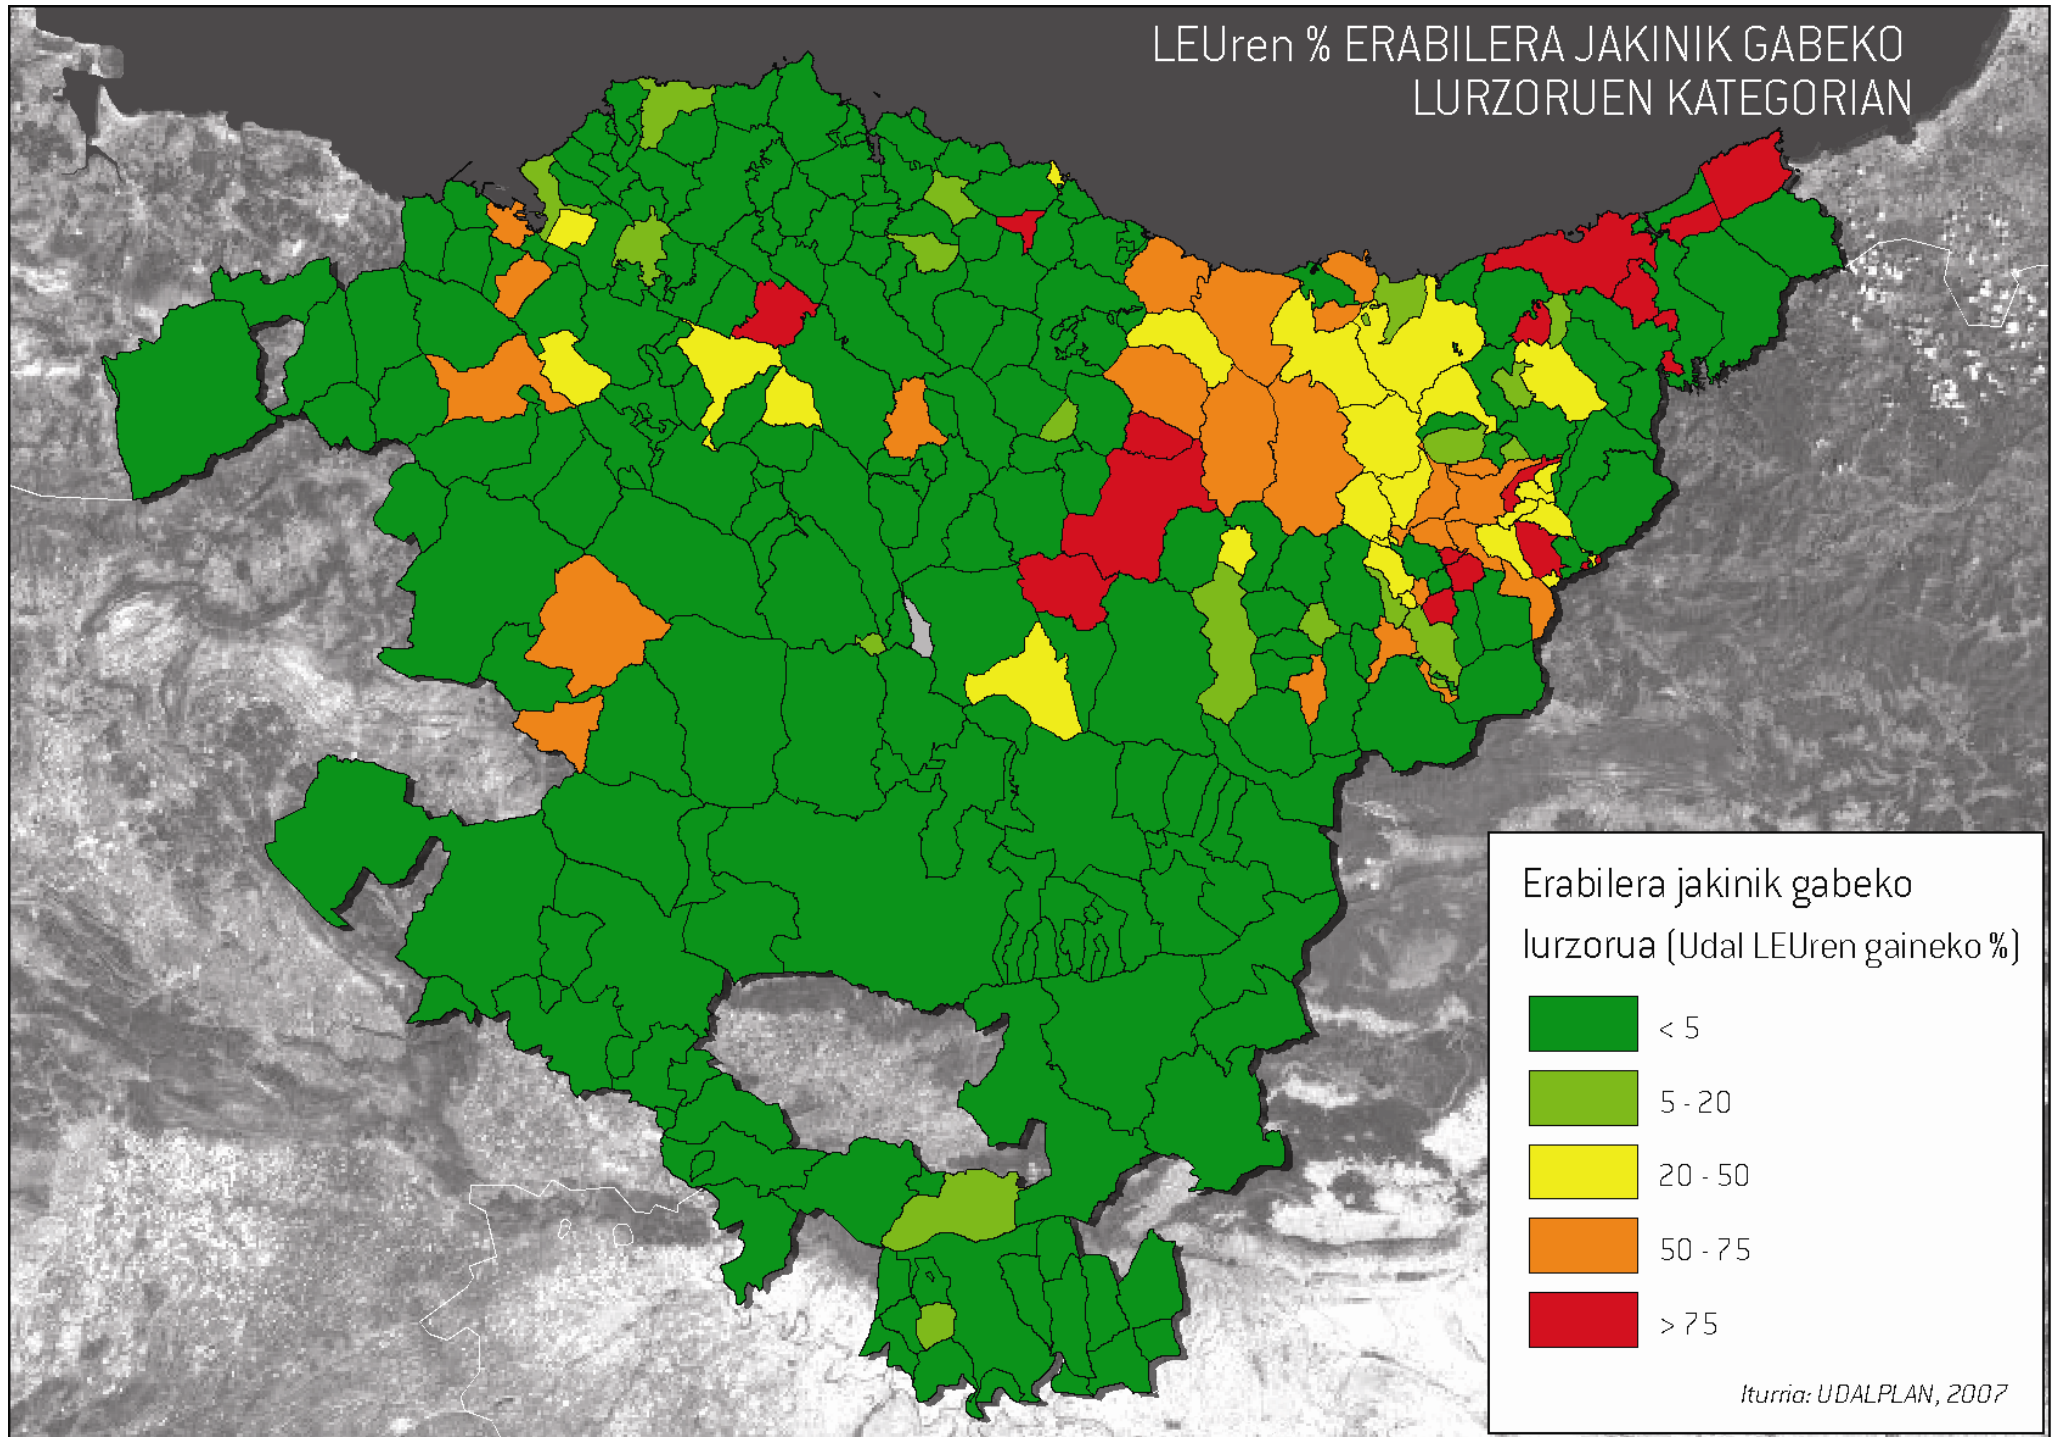 LEUren % ERABILERA JAKINIK GABEKO
LURZORUEN KATEGORIAN
Erabilera jakinik gabeko
lurzorua (Udal LEUren gaineko %)
< 5
5 - 20
20 - 50
50 - 75
> 75
Iturria: UDALPLAN, 2007